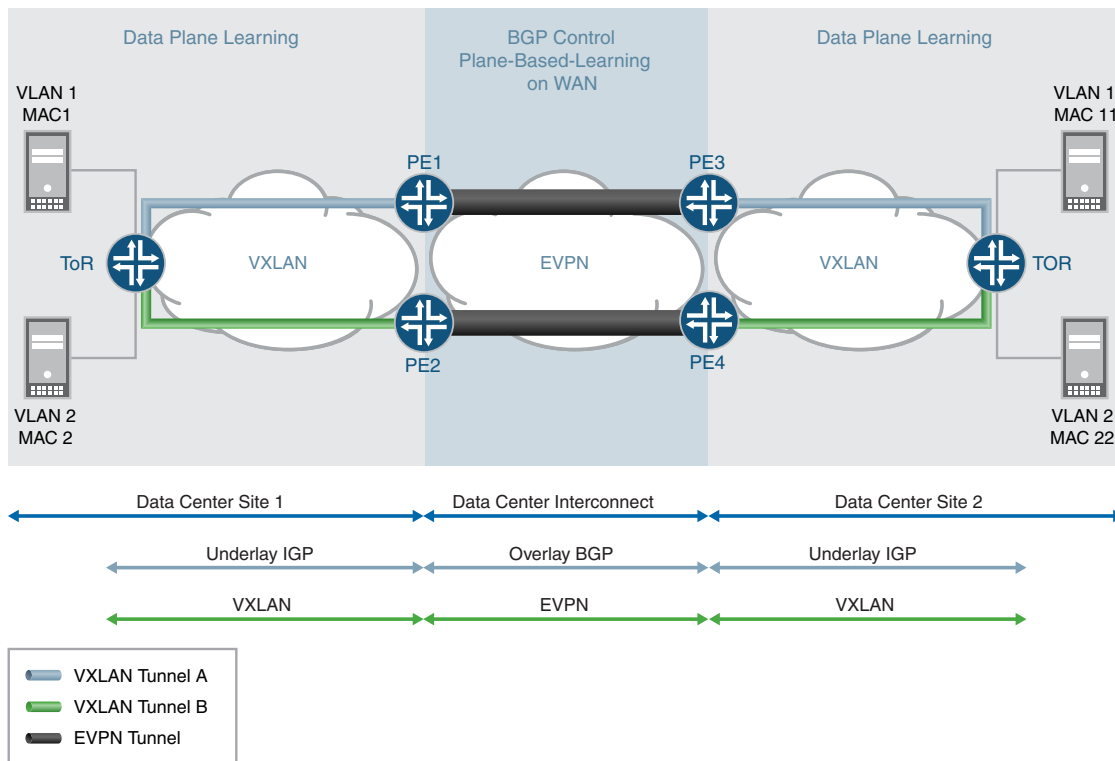 Data Plane Learning
BGP Control
Plane-Based-Learning
on WAN
Data Plane Learning
VLAN 1
MAC1
VLAN 1
MAC 11
PE1
PE3
ToR
VXLAN
EVPN
VXLAN
TOR
PE2
PE4
VLAN 2
MAC 2
VLAN 2
MAC 22
Data Center Site 1
Data Center Interconnect
Data Center Site 2
Underlay IGP
Overlay BGP
Underlay IGP
VXLAN
EVPN
VXLAN
VXLAN Tunnel A
VXLAN Tunnel B
EVPN Tunnel